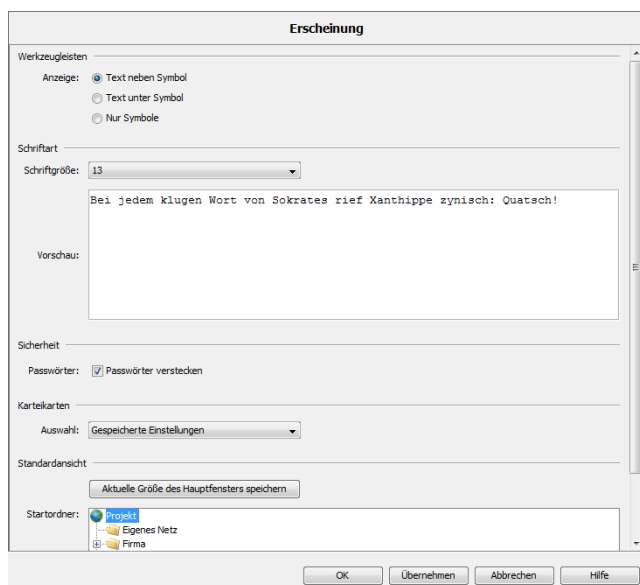 Erscheinung
Werkzeugleisten
Anzeige: Text neben Symbol
Text unter Symbol
Nur Symbole
Schriftart
Schriftgröße: 13
Bei jedem klugen Wort von Sokrates rief Xanthippe zynisch: Quatsch!
Vorschau:
Sicherheit
Passwörter: Passwörter verstecken
Karteikarten
Auswahl: Gespeicherte Einstellungen
Standardansicht
Aktuelle Größe des Hauptfensters speichern
Startordner: Projekt
Eigenes Netz
Firma
OK Übernehmen Abbrechen Hilfe